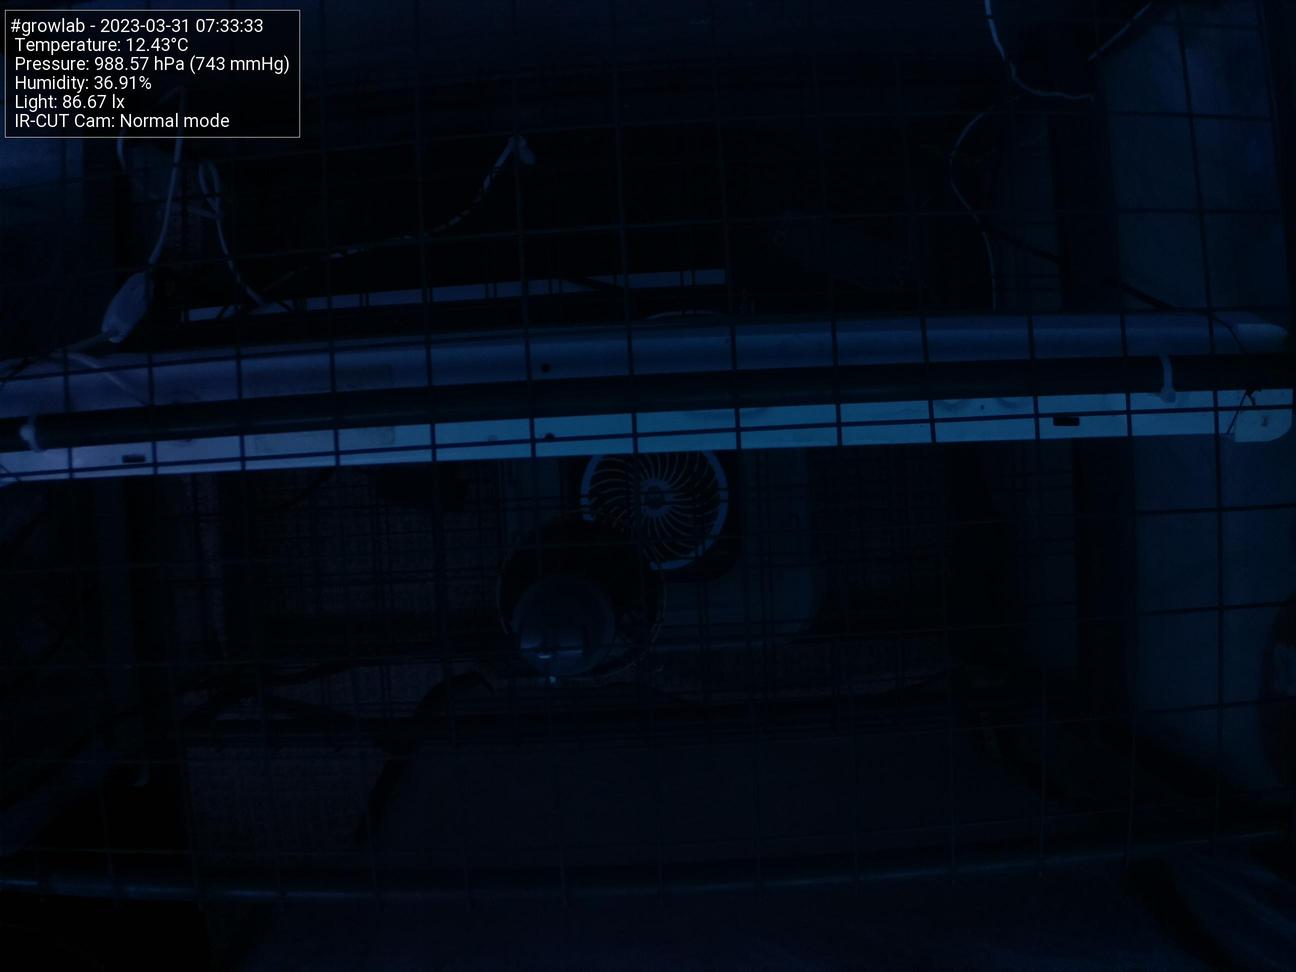 #growlab - 2023-03-31 07:33:33
Temperature: 12.43°C
Pressure: 988.57 hPa (743 mmHg)
Humidity: 36.91%
Light: 86.67 lx
IR-CUT Cam: Normal mode